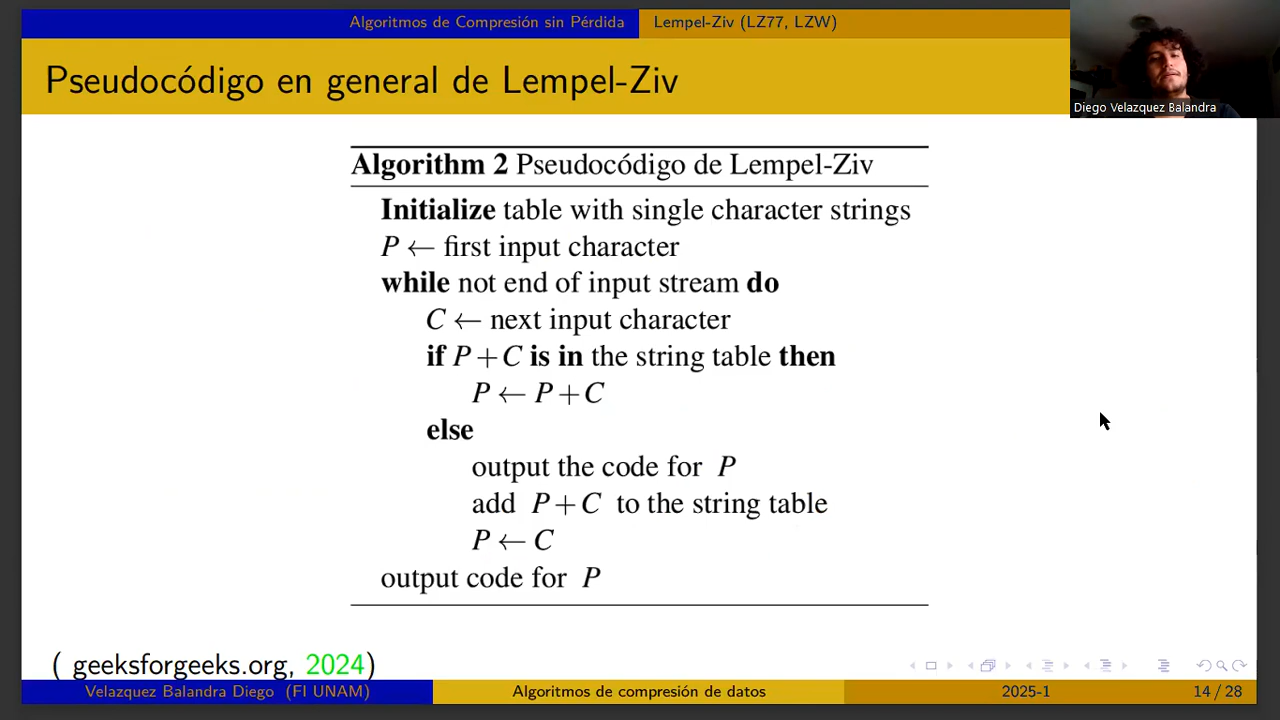 Algoritmos de Compresión sin Pérdida Lempel-Ziv (LZ77, LZW)
Pseudocódigo en general de Lempel-Ziv
Diego Velazquez Balandra
Algorithm 2 Pseudocódigo de Lempel-Ziv
Initialize table with single character strings
P ← first input character
while not end of input stream do
C ← next input character
if P + C is in the string table then
P ← P + C
else
output the code for P
add P + C to the string table
P ← C
output code for P
( geeksforgeeks.org, 2024)
Velazquez Balandra Diego (FI UNAM) Algoritmos de compresión de datos 2025-1 14 / 28